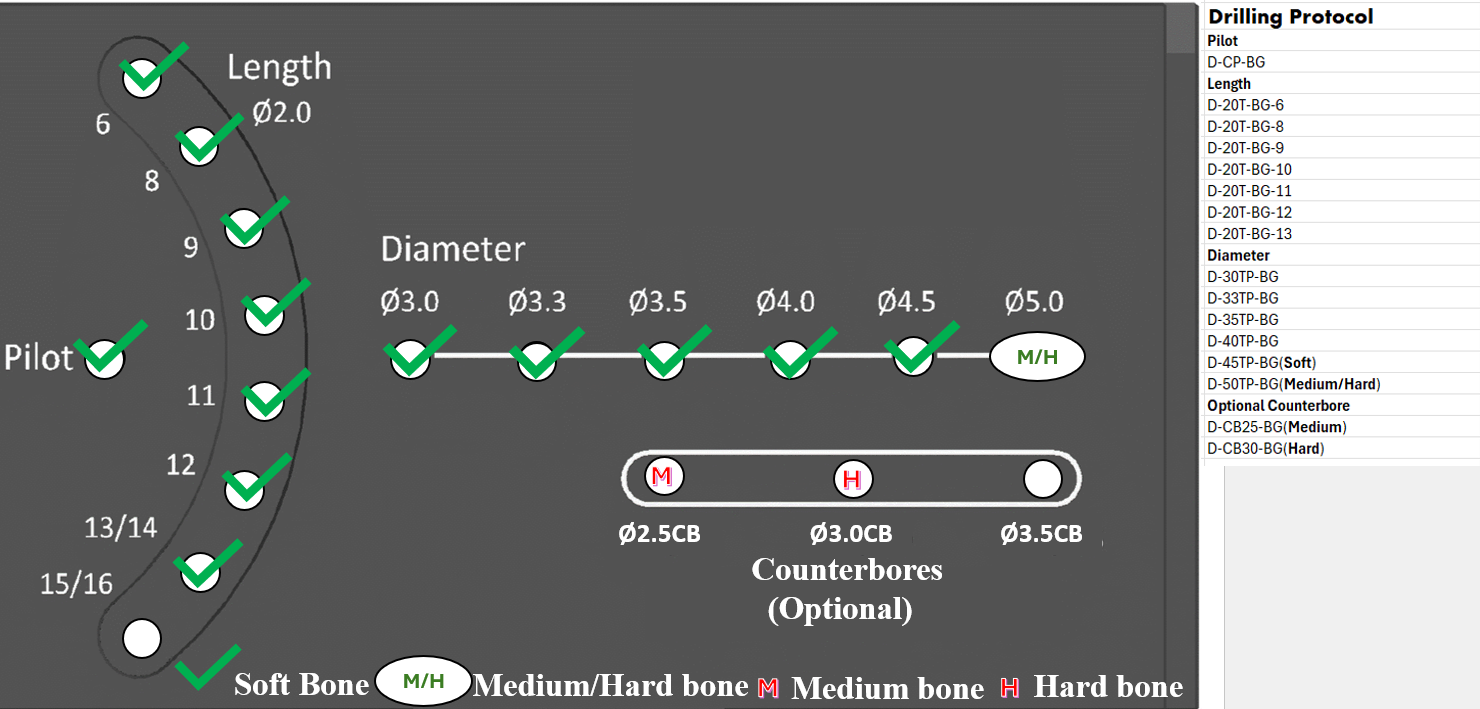 Length
Ø2.0
6
8
9
10
11
12
13/14
15/16
Pilot
Diameter
Ø3.0 Ø3.3 Ø3.5 Ø4.0 Ø4.5 Ø5.0
M/H
M H
Ø2.5CB Ø3.0CB Ø3.5CB
Counterbores
(Optional)
Soft Bone M/H Medium/Hard bone M Medium bone H Hard bone
Drilling Protocol
Pilot
D-CP-BG
Length
D-20T-BG-6
D-20T-BG-8
D-20T-BG-9
D-20T-BG-10
D-20T-BG-11
D-20T-BG-12
D-20T-BG-13
Diameter
D-30TP-BG
D-33TP-BG
D-35TP-BG
D-40TP-BG
D-45TP-BG(Soft)
D-50TP-BG(Medium/Hard)
Optional Counterbore
D-CB25-BG(Medium)
D-CB30-BG(Hard)